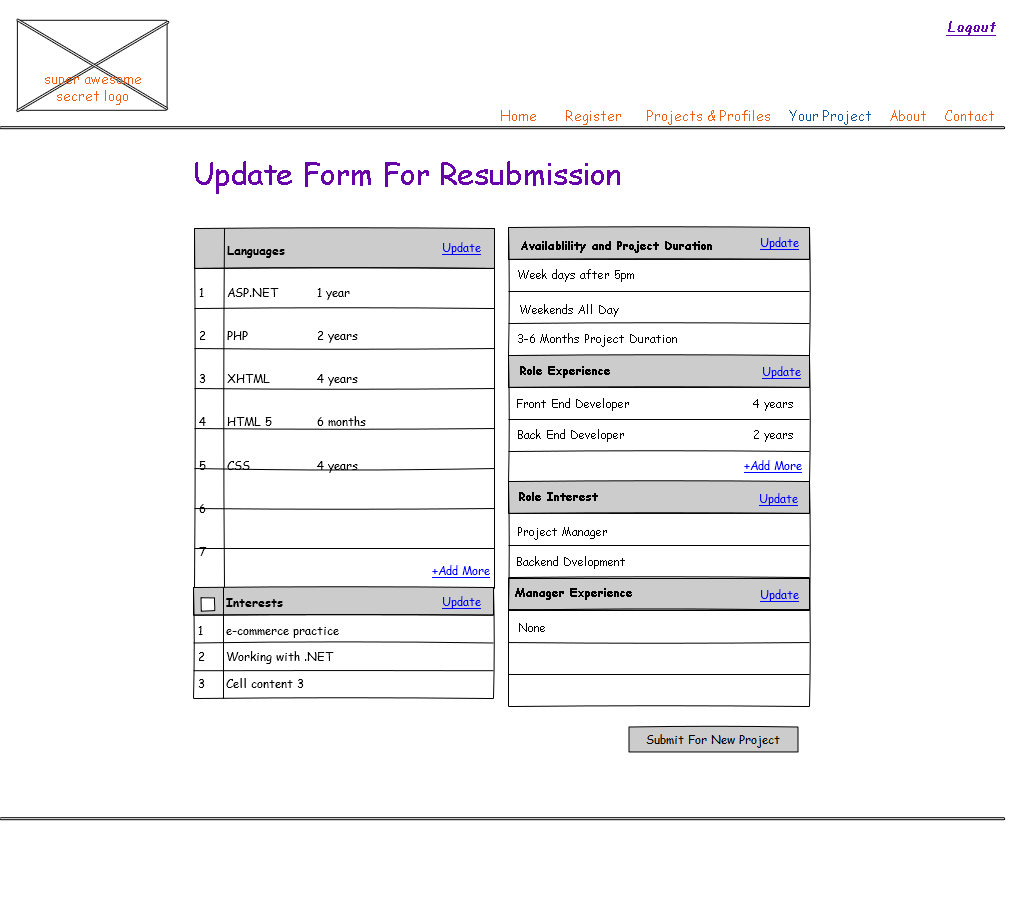 Logout
super awesome
secret logo
Home Register Projects & Profiles Your Project About Contact
Update Form For Resubmission
Languages Update
1 ASP.NET 1 year
2 PHP 2 years
3 XHTML 4 years
4 HTML 5 6 months
5 CSS 4 years
6
7
+Add More
Interests Update
1 e-commerce practice
2 Working with .NET
3 Cell content 3
Availablility and Project Duration Update
Week days after 5pm
Weekends All Day
3-6 Months Project Duration
Role Experience Update
Front End Developer 4 years
Back End Developer 2 years
+Add More
Role Interest Update
Project Manager
Backend Dvelopment
Manager Experience Update
None
Submit For New Project